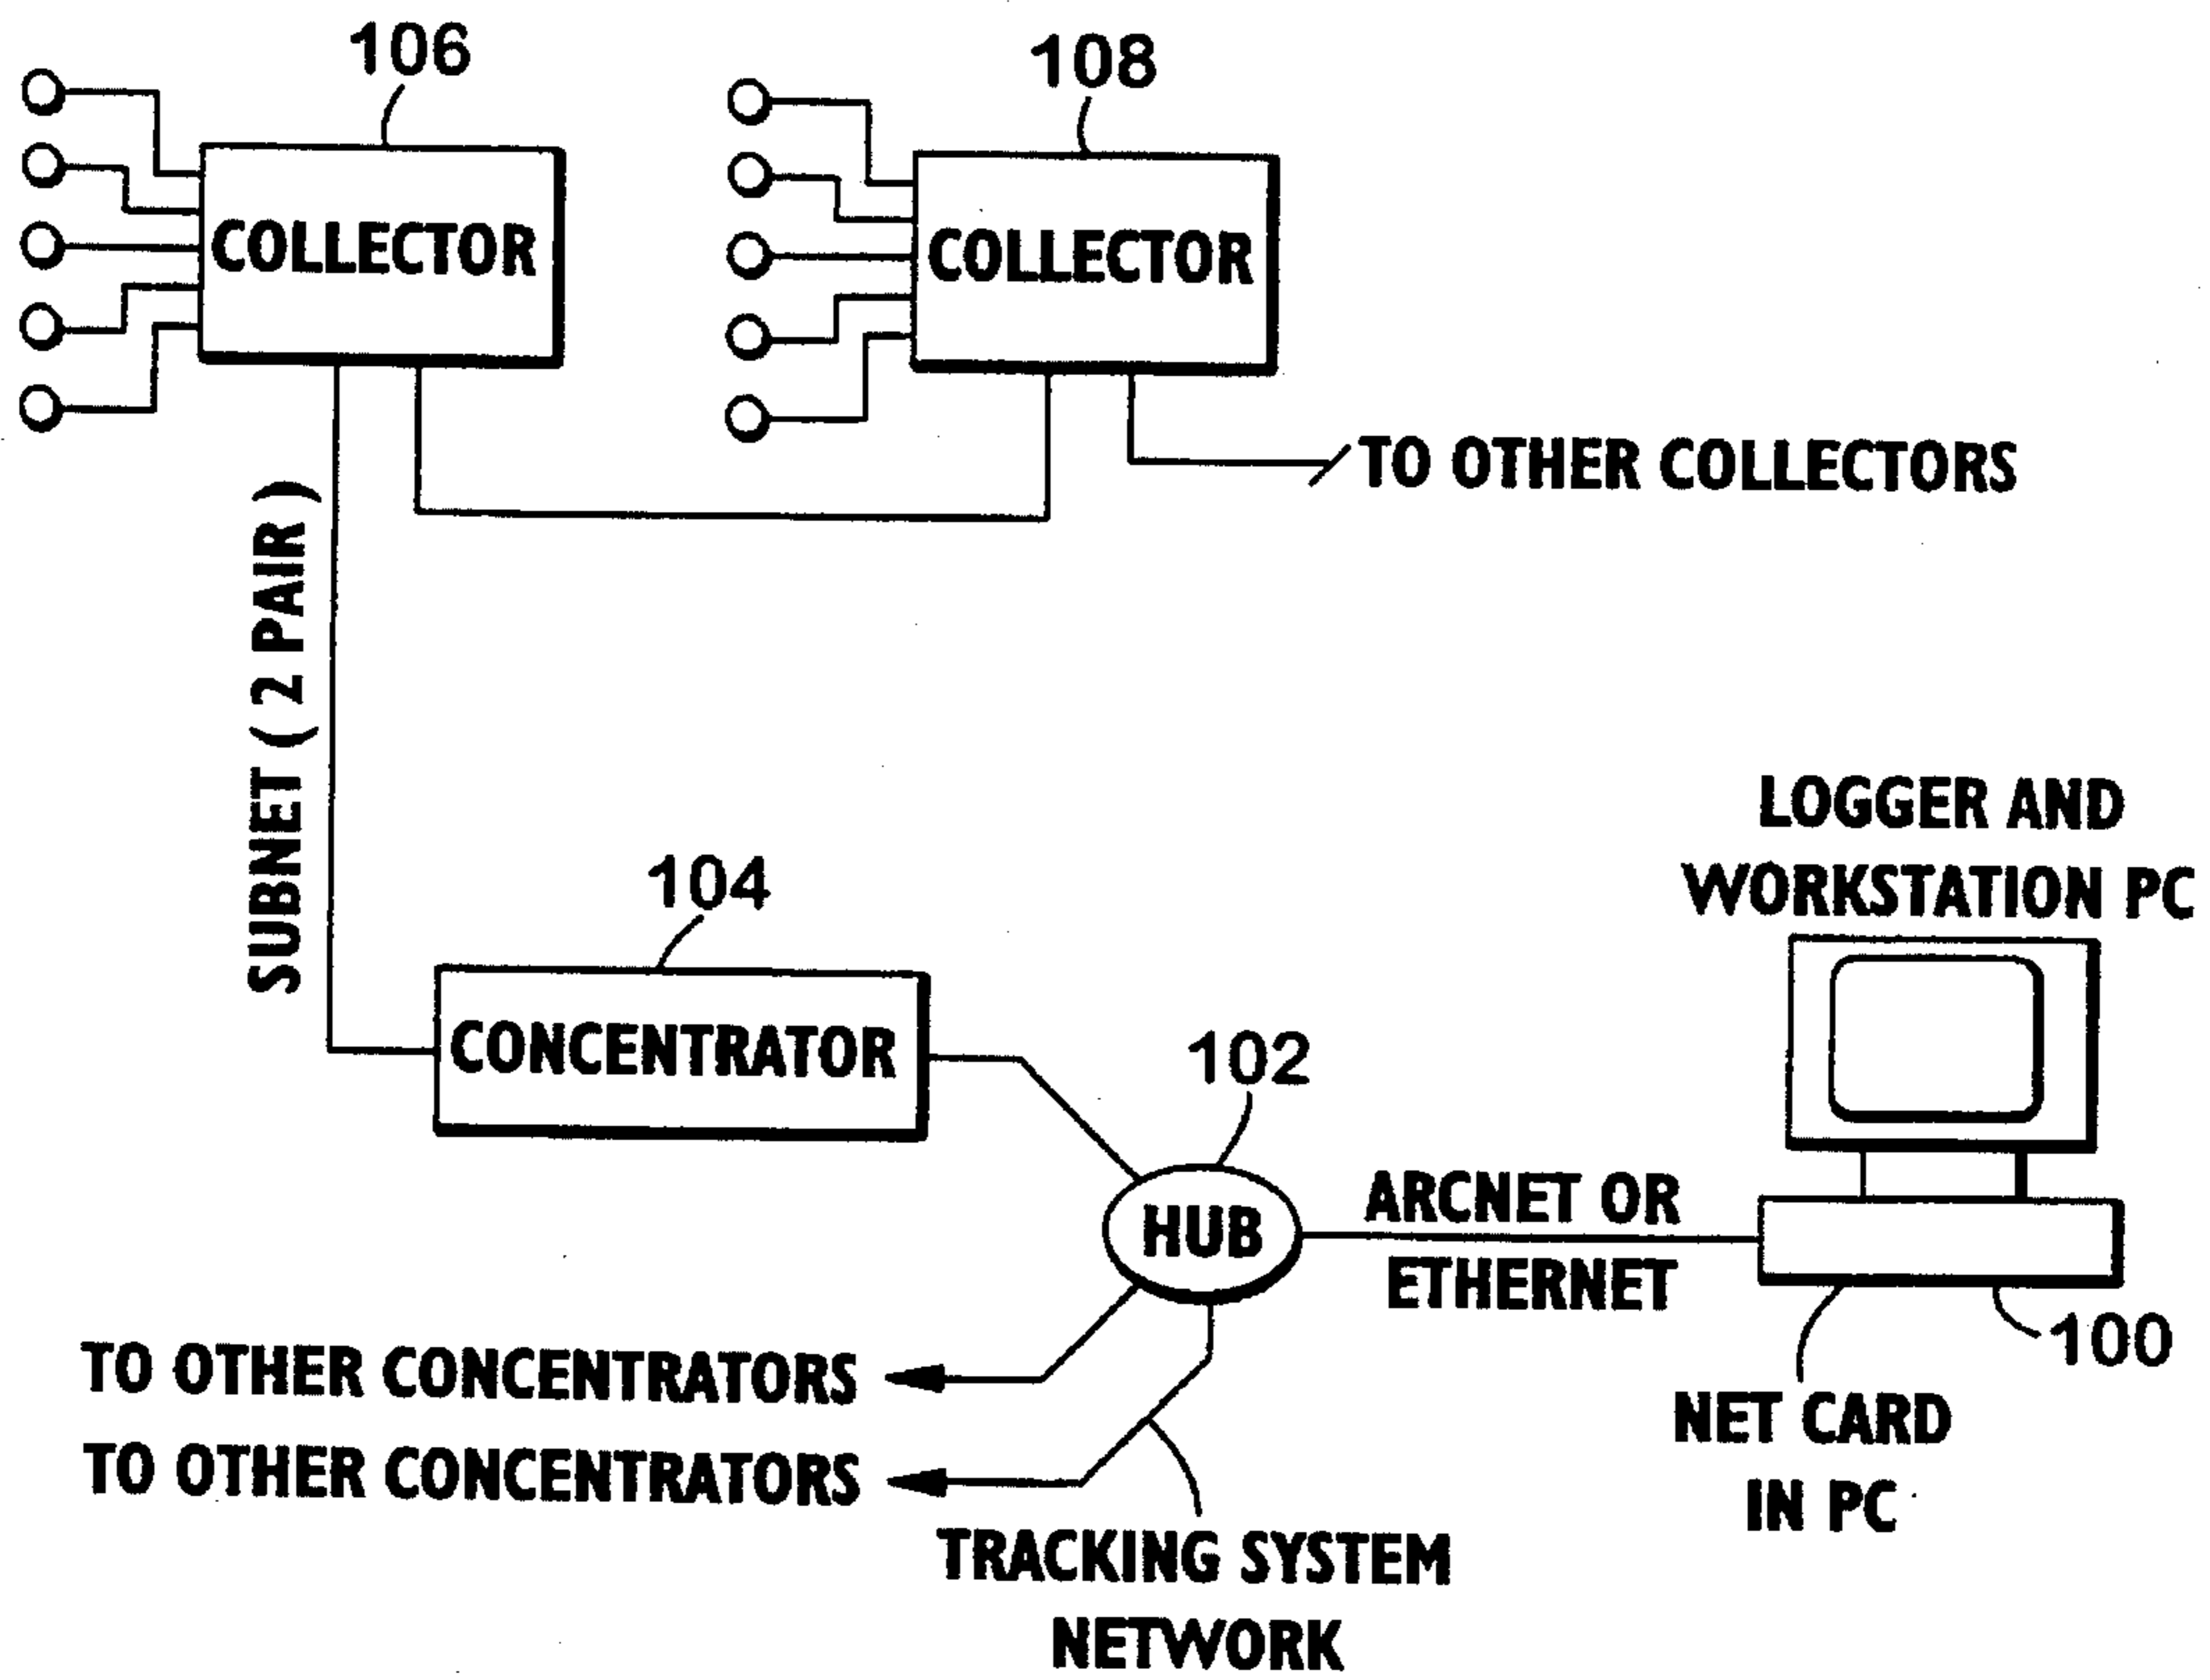 106
108
COLLECTOR
COLLECTOR
TO OTHER COLLECTORS
SUBNET ( 2 PAIR )
LOGGER AND
WORKSTATION PC
104
CONCENTRATOR
102
HUB
ARCNET OR
ETHERNET
100
NET CARD
IN PC
TO OTHER CONCENTRATORS
TO OTHER CONCENTRATORS
TRACKING SYSTEM
NETWORK